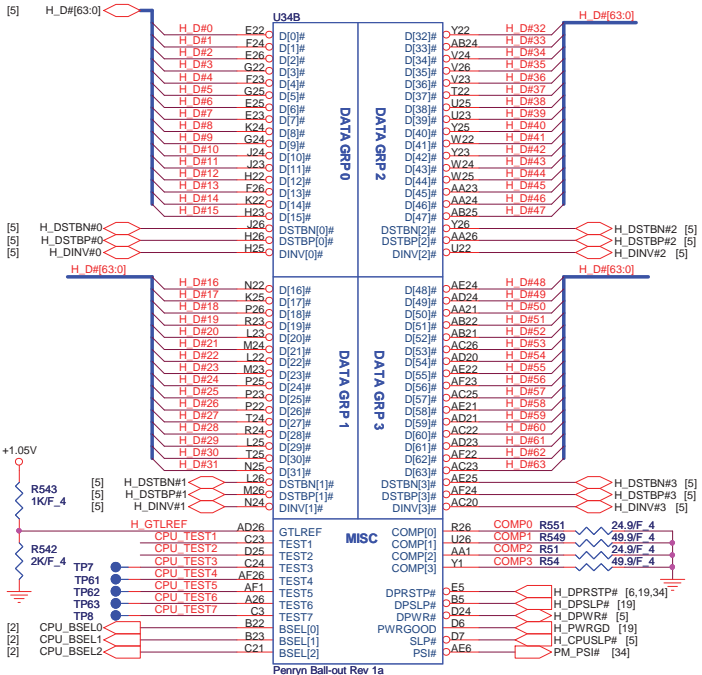 [5] H_D#[63:0] U34B H_D#[63:0]
H_D#0 E22 D[0]# D[32]# Y22 H_D#32
H_D#1 F24 D[1]# D[33]# AB24 H_D#33
H_D#2 E26 D[2]# D[34]# V24 H_D#34
H_D#3 G22 D[3]# D[35]# V26 H_D#35
H_D#4 F23 D[4]# D[36]# V23 H_D#36
H_D#5 G25 D[5]# D[37]# T22 H_D#37
H_D#6 E25 D[6]# D[38]# U25 H_D#38
H_D#7 E23 D[7]# D[39]# U23 H_D#39
H_D#8 K24 D[8]# D[40]# Y25 H_D#40
H_D#9 G24 D[9]# D[41]# W22 H_D#41
H_D#10 J24 D[10]# D[42]# Y23 H_D#42
H_D#11 J23 D[11]# D[43]# W24 H_D#43
H_D#12 H22 D[12]# D[44]# W25 H_D#44
H_D#13 F26 D[13]# D[45]# AA23 H_D#45
H_D#14 K22 D[14]# D[46]# AA24 H_D#46
H_D#15 H23 D[15]# D[47]# AB25 H_D#47
DATA GRP 0
DATA GRP 2
[5] H_DSTBN#0 J26 DSTBN[0]# DSTBN[2]# Y26 H_DSTBN#2 [5]
[5] H_DSTBP#0 H26 DSTBP[0]# DSTBP[2]# AA26 H_DSTBP#2 [5]
[5] H_DINV#0 H25 DINV[0]# DINV[2]# U22 H_DINV#2 [5]
H_D#[63:0] H_D#[63:0]
H_D#16 N22 D[16]# D[48]# AE24 H_D#48
H_D#17 K25 D[17]# D[49]# AD24 H_D#49
H_D#18 P26 D[18]# D[50]# AA21 H_D#50
H_D#19 R23 D[19]# D[51]# AB22 H_D#51
H_D#20 L23 D[20]# D[52]# AB21 H_D#52
H_D#21 M24 D[21]# D[53]# AC26 H_D#53
H_D#22 L22 D[22]# D[54]# AD20 H_D#54
H_D#23 M23 D[23]# D[55]# AE22 H_D#55
H_D#24 P25 D[24]# D[56]# AF23 H_D#56
H_D#25 P23 D[25]# D[57]# AC25 H_D#57
H_D#26 P22 D[26]# D[58]# AE21 H_D#58
H_D#27 T24 D[27]# D[59]# AD21 H_D#59
H_D#28 R24 D[28]# D[60]# AC22 H_D#60
H_D#29 L25 D[29]# D[61]# AD23 H_D#61
H_D#30 T25 D[30]# D[62]# AF22 H_D#62
H_D#31 N25 D[31]# D[63]# AC23 H_D#63
DATA GRP 1
DATA GRP 3
[5] H_DSTBN#1 L26 DSTBN[1]# DSTBN[3]# AE25 H_DSTBN#3 [5]
[5] H_DSTBP#1 M26 DSTBP[1]# DSTBP[3]# AF24 H_DSTBP#3 [5]
[5] H_DINV#1 N24 DINV[1]# DINV[3]# AC20 H_DINV#3 [5]
+1.05V
R543
1K/F_4
R542
2K/F_4
MISC
H_GTLREF AD26 GTLREF COMP[0] R26 COMP0 R551 24.9/F_4
CPU_TEST1 C23 TEST1 COMP[1] U26 COMP1 R549 49.9/F_4
CPU_TEST2 D25 TEST2 COMP[2] AA1 COMP2 R51 24.9/F_4
TP7 CPU_TEST3 C24 TEST3 COMP[3] Y1 COMP3 R54 49.9/F_4
TP61 CPU_TEST4 AF26 TEST4
TP62 CPU_TEST5 AF1 TEST5 DPRSTP# E5 H_DPRSTP# [6,19,34]
TP63 CPU_TEST6 A26 TEST6 DPSLP# B5 H_DPSLP# [19]
TP8 CPU_TEST7 C3 TEST7 DPWR# D24 H_DPWR# [5]
[2] CPU_BSEL0 B22 BSEL[0] PWRGOOD D6 H_PWRGD [19]
[2] CPU_BSEL1 B23 BSEL[1] SLP# D7 H_CPUSLP# [5]
[2] CPU_BSEL2 C21 BSEL[2] PSI# AE6 PM_PSI# [34]
Penryn Ball-out Rev 1a